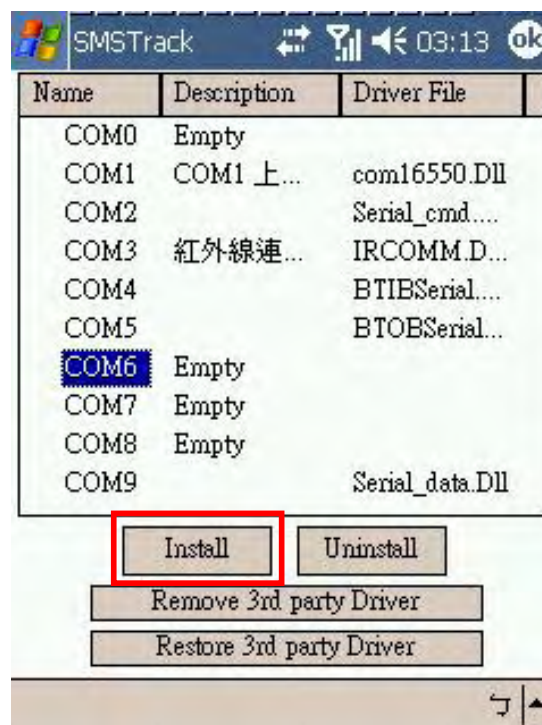 SMSTrack 03:13 ok
Name Description Driver File
COM0 Empty
COM1 COM1 上... com16550.Dll
COM2 Serial_cmd....
COM3 紅外線連... IRCOMM.D...
COM4 BTIBSerial....
COM5 BTOBSerial...
COM6 Empty
COM7 Empty
COM8 Empty
COM9 Serial_data.Dll
Install Uninstall
Remove 3rd party Driver
Restore 3rd party Driver
ㄅ